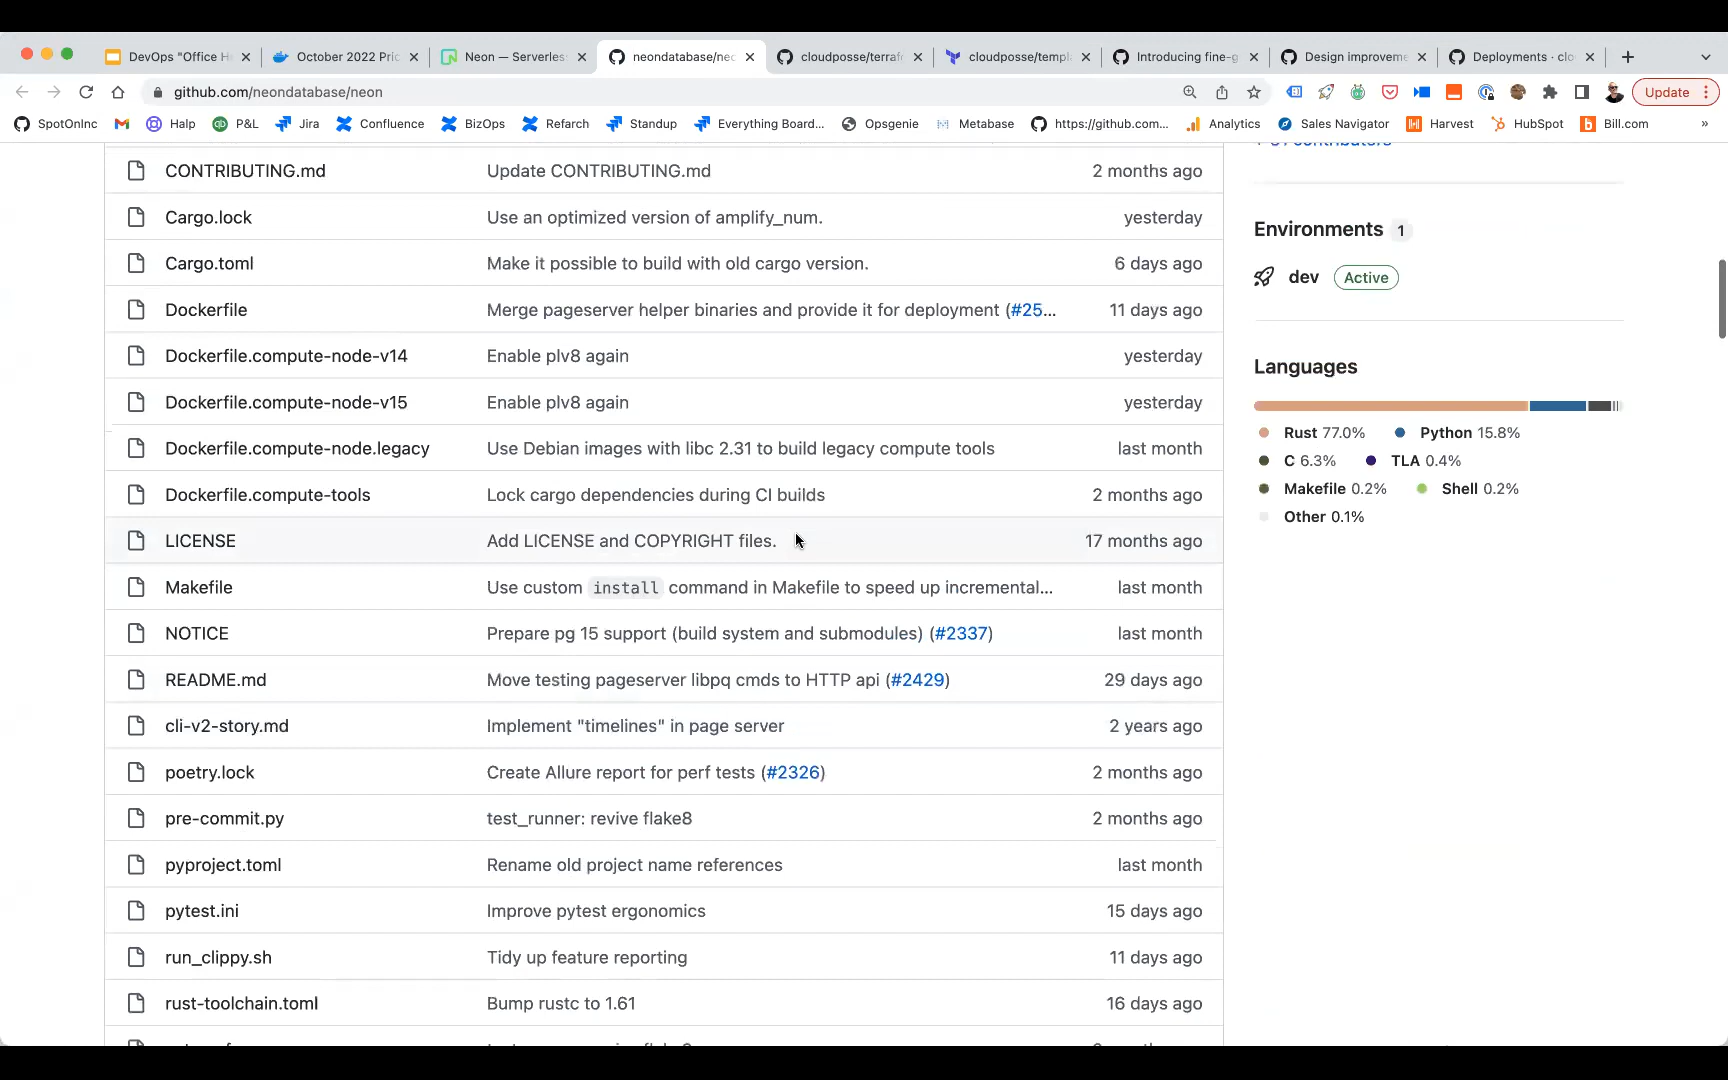 DevOps "Office H
October 2022 Pric
Neon — Serverless
neondatabase/neo
cloudposse/terrafo
cloudposse/templ
Introducing fine-g
Design improveme
Deployments · clo
github.com/neondatabase/neon
Update
SpotOnInc
Halp
P&L
Jira
Confluence
BizOps
Refarch
Standup
Everything Board...
Opsgenie
Metabase
https://github.com...
Analytics
Sales Navigator
Harvest
HubSpot
Bill.com
»
CONTRIBUTING.md Update CONTRIBUTING.md 2 months ago
Cargo.lock Use an optimized version of amplify_num. yesterday
Cargo.toml Make it possible to build with old cargo version. 6 days ago
Dockerfile Merge pageserver helper binaries and provide it for deployment (#25... 11 days ago
Dockerfile.compute-node-v14 Enable plv8 again yesterday
Dockerfile.compute-node-v15 Enable plv8 again yesterday
Dockerfile.compute-node.legacy Use Debian images with libc 2.31 to build legacy compute tools last month
Dockerfile.compute-tools Lock cargo dependencies during CI builds 2 months ago
LICENSE Add LICENSE and COPYRIGHT files. 17 months ago
Makefile Use custom install command in Makefile to speed up incremental... last month
NOTICE Prepare pg 15 support (build system and submodules) (#2337) last month
README.md Move testing pageserver libpq cmds to HTTP api (#2429) 29 days ago
cli-v2-story.md Implement "timelines" in page server 2 years ago
poetry.lock Create Allure report for perf tests (#2326) 2 months ago
pre-commit.py test_runner: revive flake8 2 months ago
pyproject.toml Rename old project name references last month
pytest.ini Improve pytest ergonomics 15 days ago
run_clippy.sh Tidy up feature reporting 11 days ago
rust-toolchain.toml Bump rustc to 1.61 16 days ago
contributors
Environments 1
dev Active
Languages
Rust 77.0% Python 15.8%
C 6.3% TLA 0.4%
Makefile 0.2% Shell 0.2%
Other 0.1%